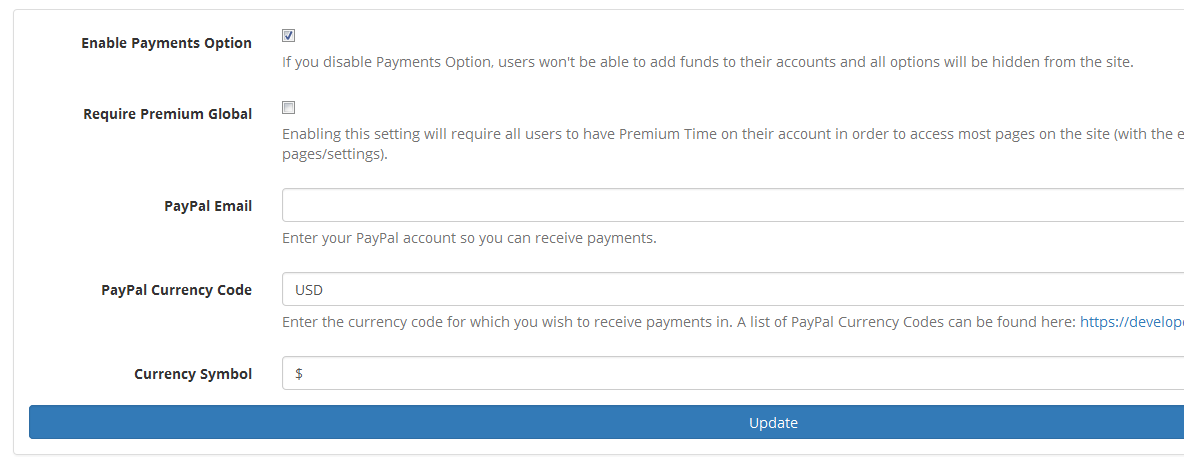 Enable Payments Option
If you disable Payments Option, users won't be able to add funds to their accounts and all options will be hidden from the site.
Require Premium Global
Enabling this setting will require all users to have Premium Time on their account in order to access most pages on the site (with the
pages/settings).
PayPal Email
Enter your PayPal account so you can receive payments.
PayPal Currency Code
USD
Enter the currency code for which you wish to receive payments in. A list of PayPal Currency Codes can be found here: https://develop
Currency Symbol
$
Update